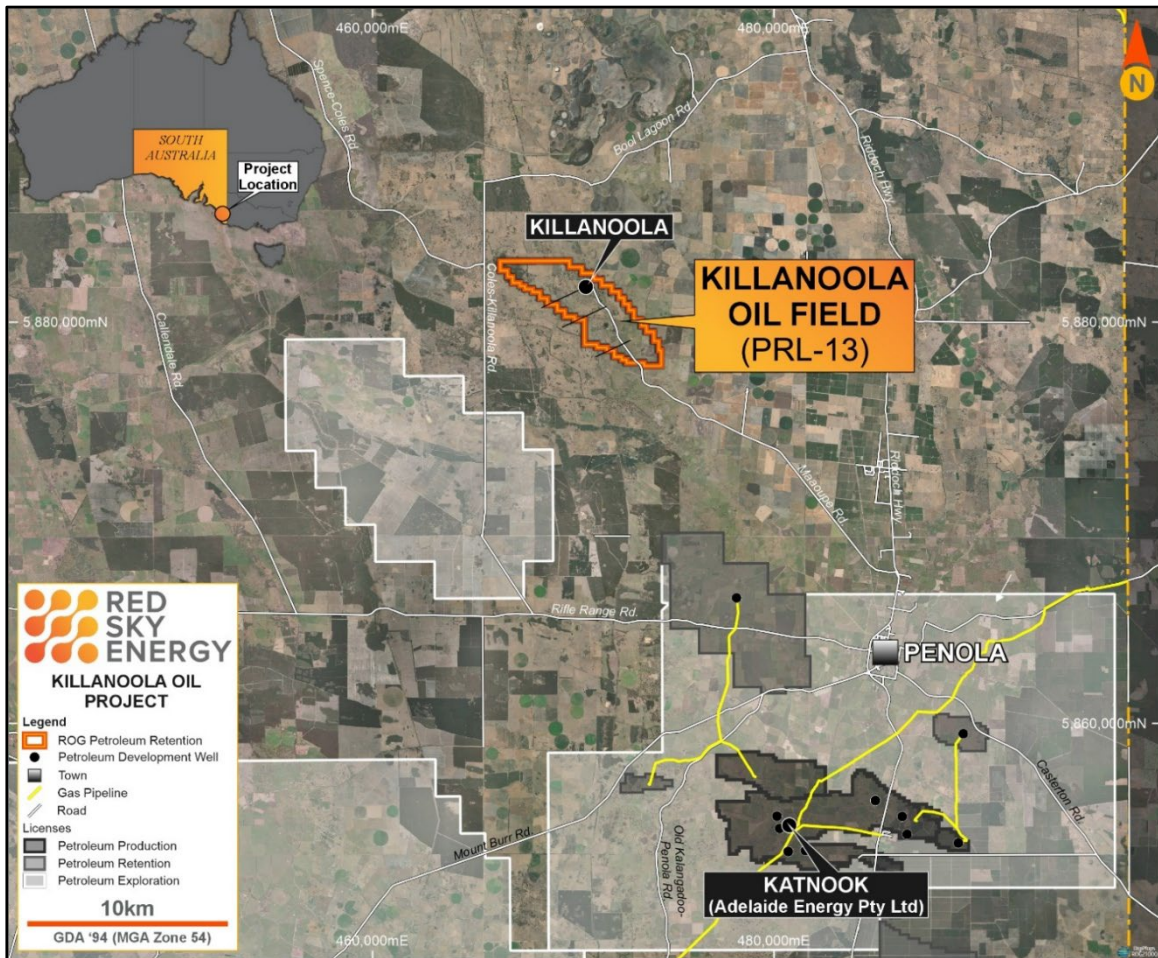 460,000mE
480,000mE
N
SOUTH
AUSTRALIA
Project
Location
Spence-Coles Rd
Bool Lagoon Rd.
Riddoch Hwy
KILLANOOLA
KILLANOOLA
OIL FIELD
(PRL-13)
Coles-Killanoola Rd.
Callendale Rd.
5,880,000mN
5,880,000mN
Maaoupe Rd.
Riddoch Hwy
Rifle Range Rd.
PENOLA
5,860,000mN
Casterton Rd.
Mount Burr Rd.
Old Kalangadoo-
Penola Rd
KATNOOK
(Adelaide Energy Pty Ltd)
460,000mE
480,000mE
RED
SKY
ENERGY
KILLANOOLA OIL
PROJECT
Legend
ROG Petroleum Retention
Petroleum Development Well
Town
Gas Pipeline
Road
Licenses
Petroleum Production
Petroleum Retention
Petroleum Exploration
10km
GDA '94 (MGA Zone 54)